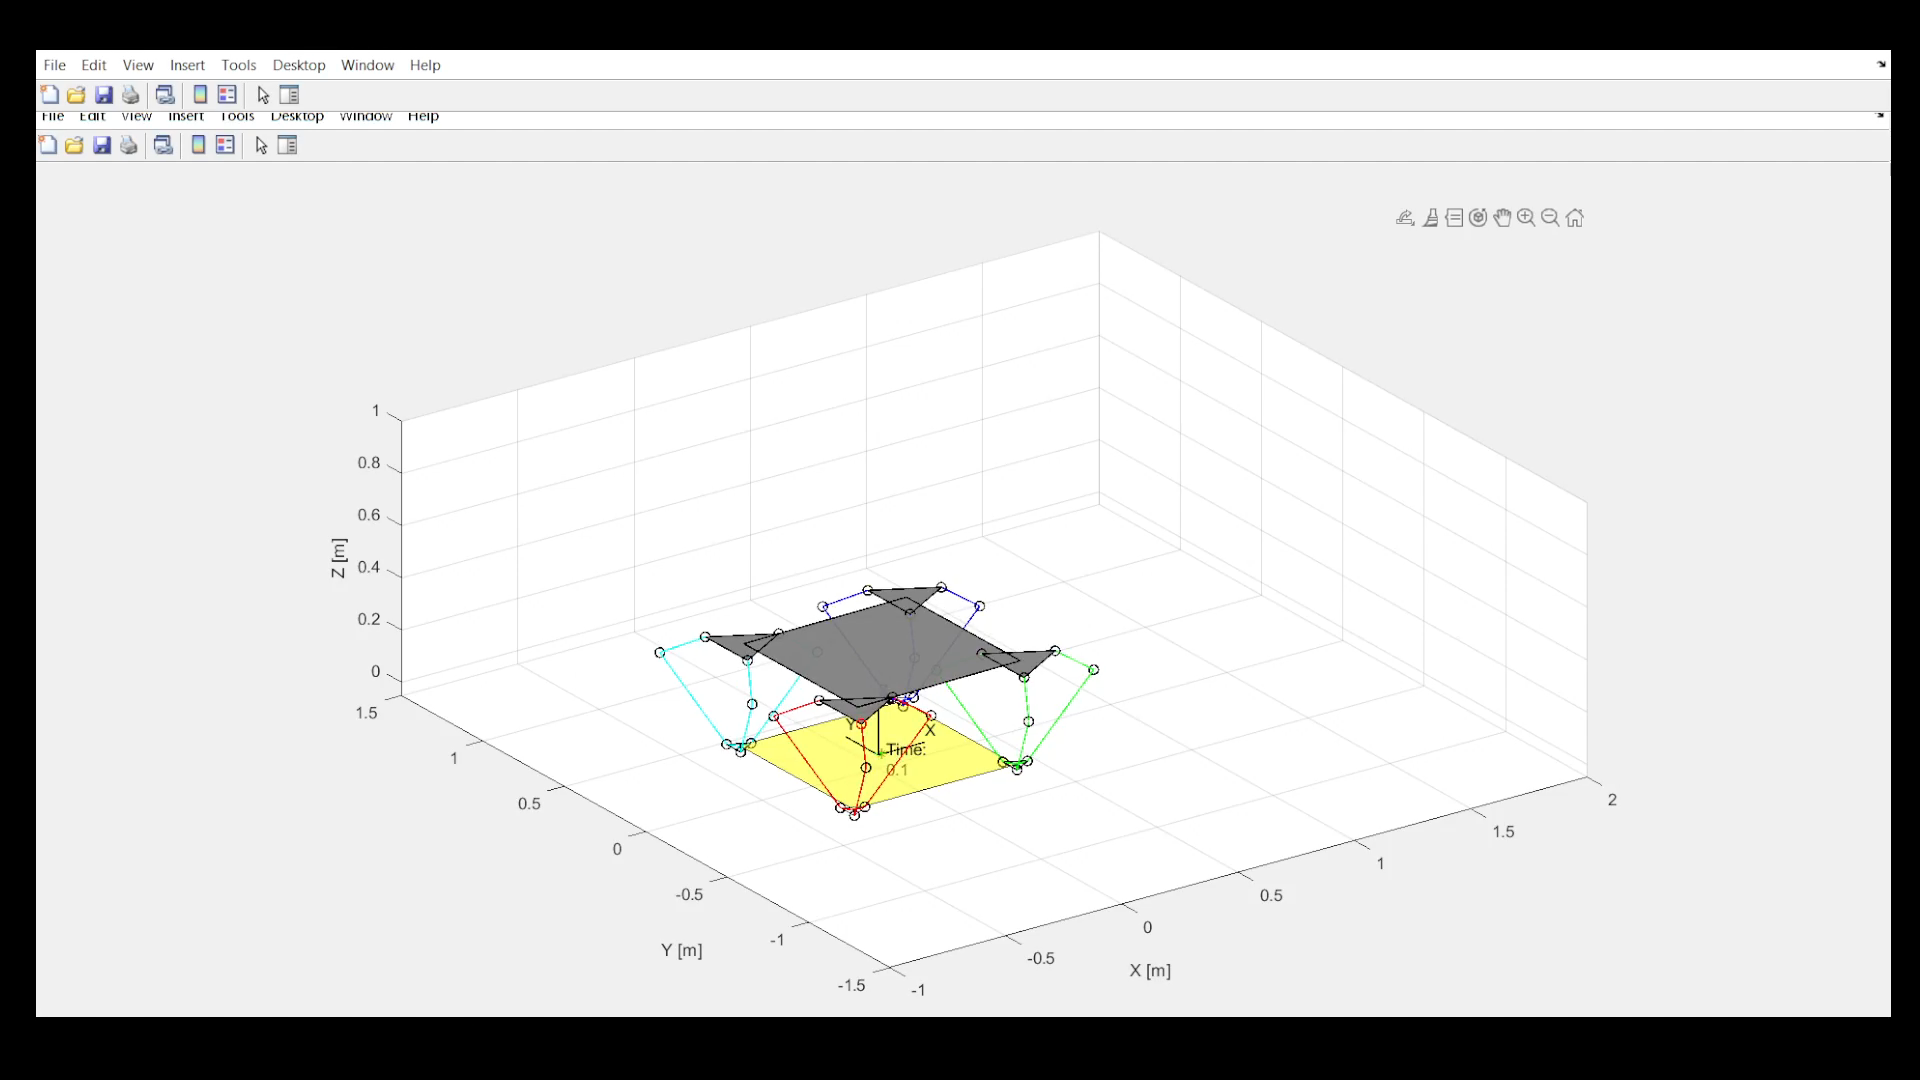 File Edit View Insert Tools Desktop Window Help
File Edit View Insert Tools Desktop Window Help
1
0.8
0.6
0.4
0.2
0
Z [m]
1.5
1
0.5
0
-0.5
-1
-1.5
Y [m]
-1
-0.5
0
0.5
1
1.5
2
X [m]
Y
X
Time:
0.1